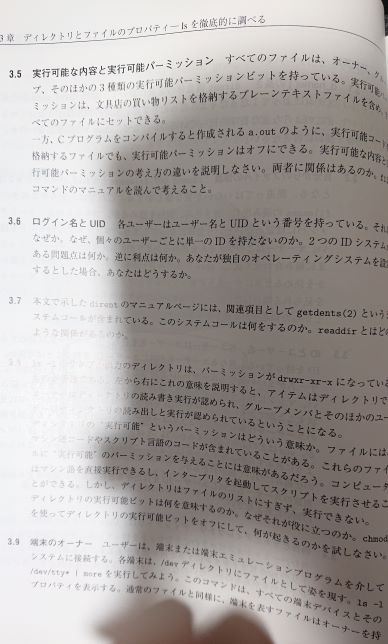 3 章　ディレクトリとファイルのプロパティ―ls を徹底的に調べる
3.5 実行可能な内容と実行可能パーミッション　すべてのファイルは、オーナー、グルー
プ、そのほかの 3 種類の実行可能パーミッションビットを持っている。実行可能パー
ミッションは、文具店の買い物リストを格納するプレーンテキストファイルを含め、す
べてのファイルにセットできる。
一方、C プログラムをコンパイルすると作成される a.out のように、実行可能コード
格納するファイルでも、実行可能パーミッションはオフにできる。実行可能な内容と
行可能パーミッションの考え方の違いを説明しなさい。両者に関係はあるのか。
コマンドのマニュアルを読んで考えること。
3.6 ログイン名と UID　各ユーザーはユーザー名と UID という番号を持っている。それ
なぜか。なぜ、個々のユーザーごとに単一の ID を持たないのか。2 つの ID システム
ある問題点は何か。逆に利点は何か。あなたが独自のオペレーティングシステムを設
するとした場合、あなたはどうするか。
3.7 本文で示した dirent のマニュアルページには、関連項目として getdents(2) という
ステムコールが含まれている。このシステムコールは何をするのか。readdir とはど
ような関係があるのか。
のディレクトリは、パーミッションが drwxr-xr-x になってい
から右にこれの意味を説明すると、アイテムはディレクトリで
トリの読み書き実行が認められ、グループメンバとそのほかのユー
トリの読み出しと実行が認められているということになる。
の"実行可能"というパーミッションはどういう意味か。ファイルには
マシン語コードやスクリプト言語のコードが含まれていることがある。これらのファイ
ルに"実行可能"のパーミッションを与えることには意味があるだろう。コンピュータ
はマシン語を直接実行できるし、インタープリタを起動してスクリプトを実行させるこ
とができる。しかし、ディレクトリはファイルのリストにすぎず、実行できない。
ディレクトリの実行可能ビットは何を意味するのか。なぜそれが役に立つのか。chmod
を使ってディレクトリの実行可能ビットをオフにして、何が起きるのかを試しなさい。
3.9 端末のオーナー　ユーザーは、端末または端末エミュレーションプログラムを介して
システムに接続する。各端末は、/dev ディレクトリにファイルとして姿を現す。ls -l
/dev/tty* | more を実行してみよう。このコマンドは、すべての端末デバイスとその
プロパティを表示する。通常のファイルと同様に、端末を表すファイルはオーナーを持